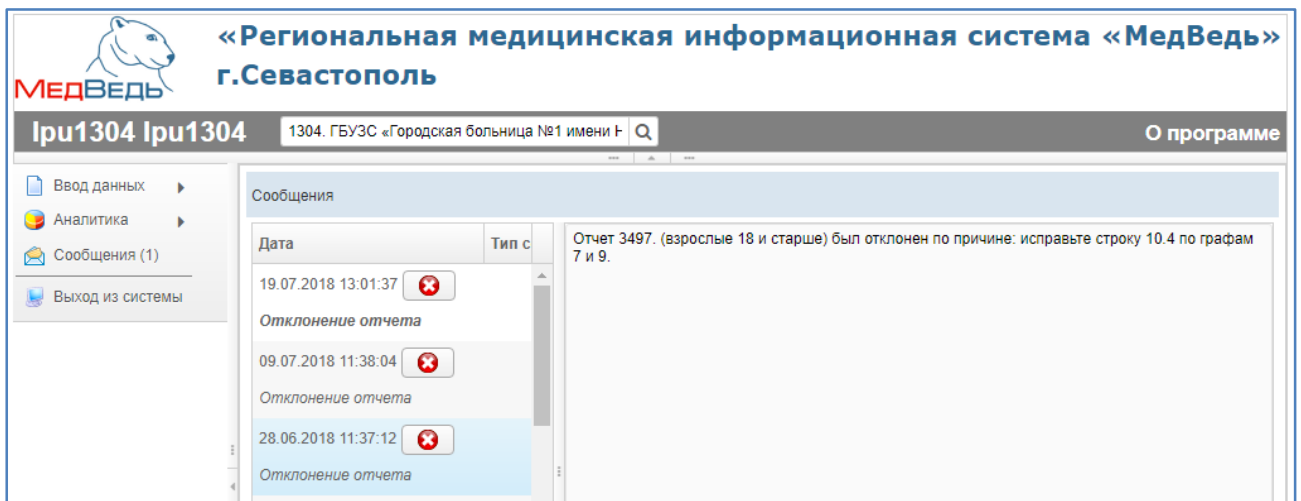 «Региональная медицинская информационная система «МедВедь»
г.Севастополь
МЕДВЕДЬ
lpu1304 lpu1304
1304. ГБУЗС «Городская больница №1 имени Н
О программе
Ввод данных
Аналитика
Сообщения (1)
Выход из системы
Сообщения
Дата
Тип с
19.07.2018 13:01:37
Отклонение отчета
09.07.2018 11:38:04
Отклонение отчета
28.06.2018 11:37:12
Отклонение отчета
Отчет 3497. (взрослые 18 и старше) был отклонен по причине: исправьте строку 10.4 по графам
7 и 9.